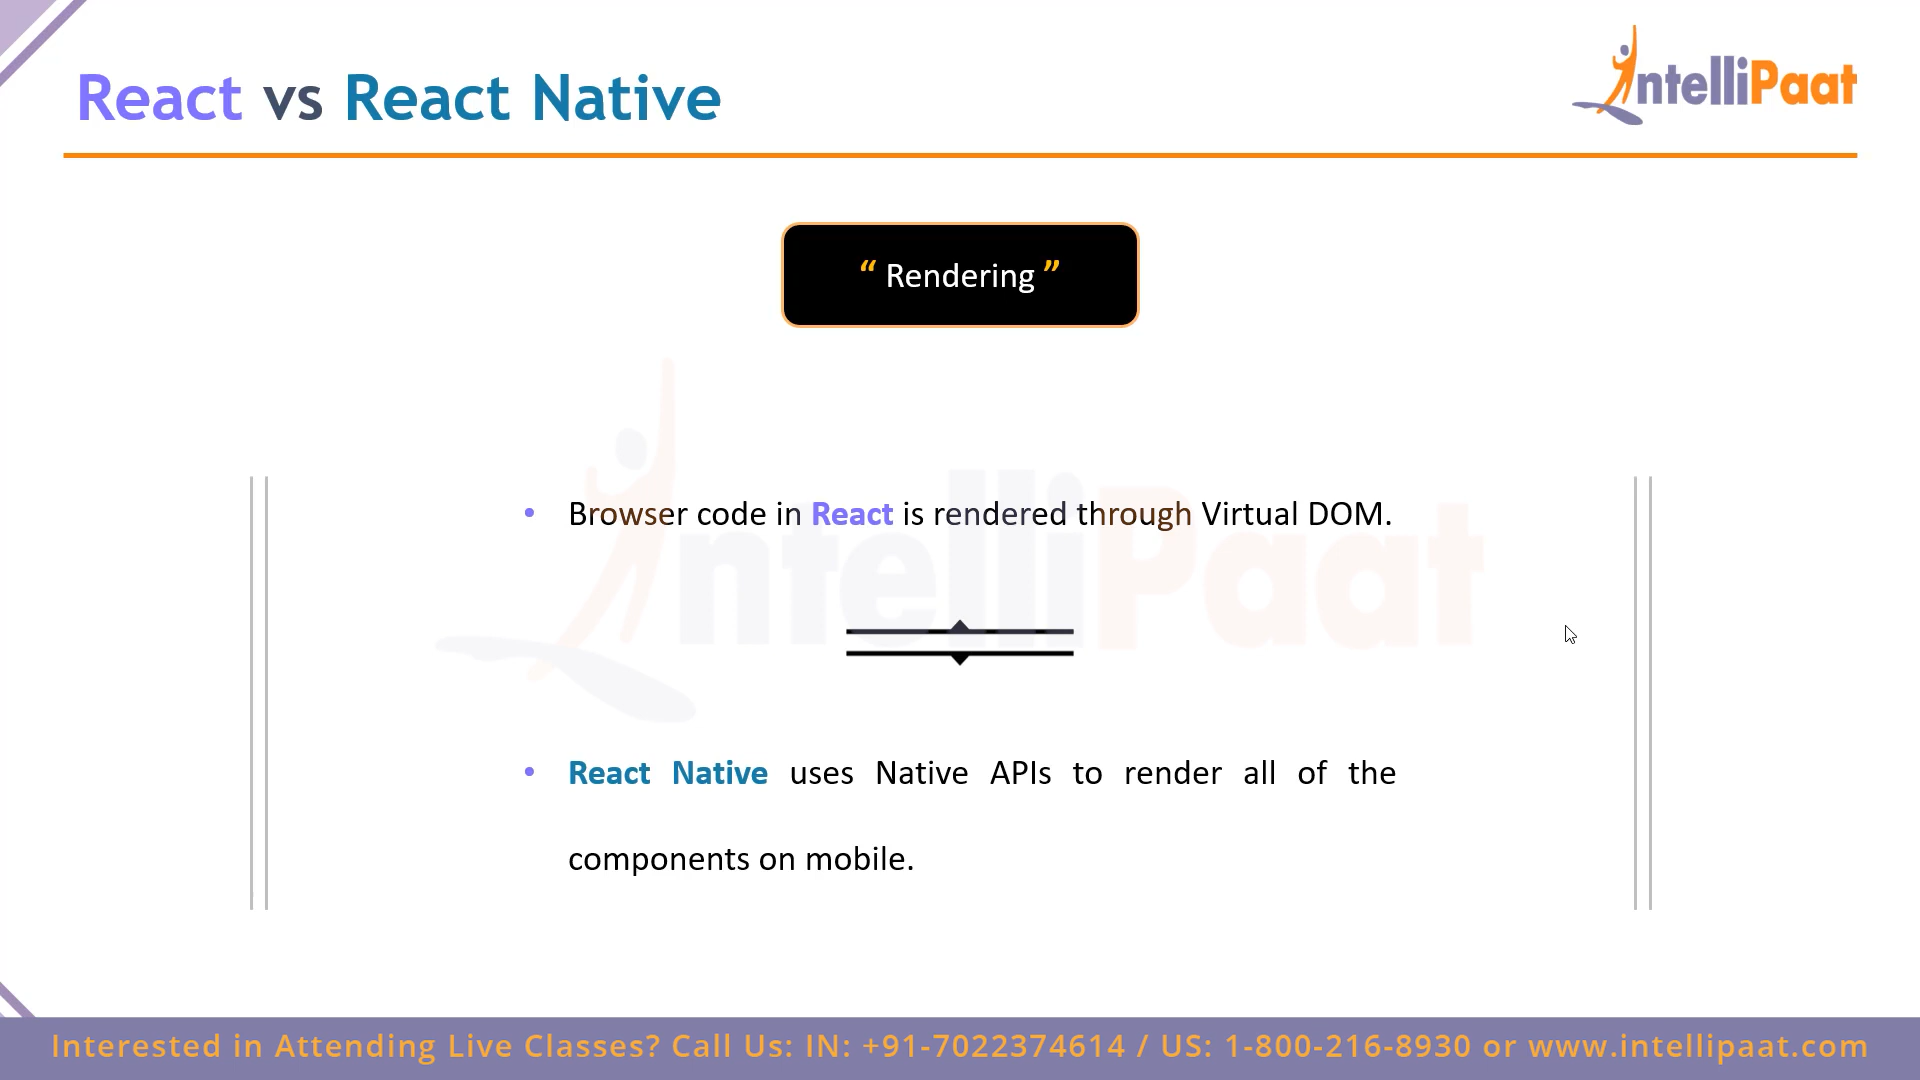 React vs React Native
IntelliPaat
“ Rendering ”
• Browser code in React is rendered through Virtual DOM.
IntelliPaat
• React Native uses Native APIs to render all of the
components on mobile.
Interested in Attending Live Classes? Call Us: IN: +91-7022374614 / US: 1-800-216-8930 or www.intellipaat.com